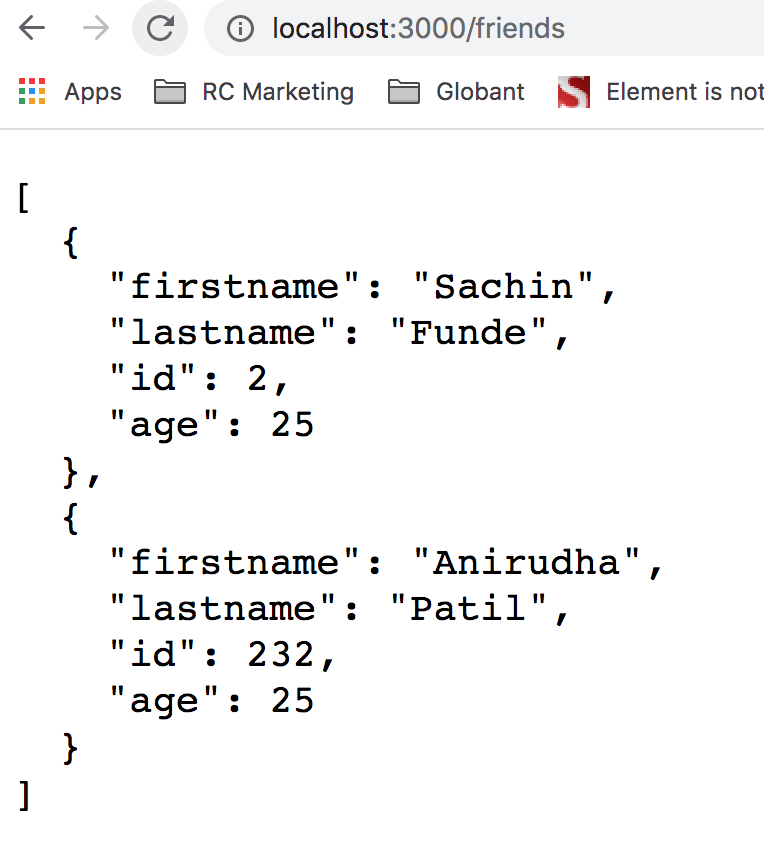 localhost:3000/friends
Apps RC Marketing Globant Element is not
[
  {
    "firstname": "Sachin",
    "lastname": "Funde",
    "id": 2,
    "age": 25
  },
  {
    "firstname": "Anirudha",
    "lastname": "Patil",
    "id": 232,
    "age": 25
  }
]